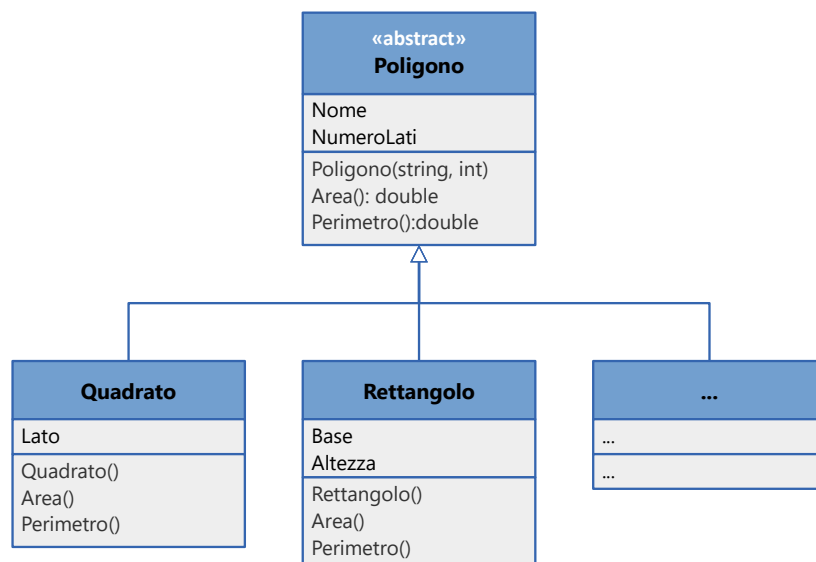 «abstract»
Poligono
Nome
NumeroLati
Poligono(string, int)
Area(): double
Perimetro():double
Quadrato
Lato
Quadrato()
Area()
Perimetro()
Rettangolo
Base
Altezza
Rettangolo()
Area()
Perimetro()
...
...
...